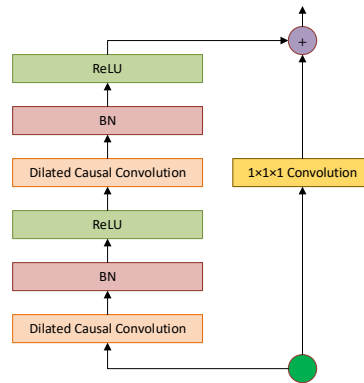 +
ReLU
BN
Dilated Causal Convolution
1×1×1 Convolution
ReLU
BN
Dilated Causal Convolution